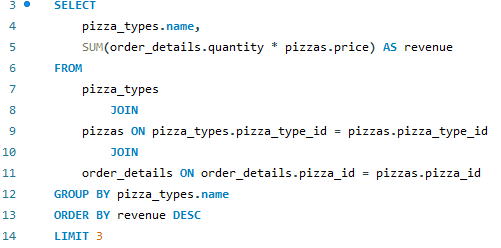 3 SELECT
4 pizza_types.name,
5 SUM(order_details.quantity * pizzas.price) AS revenue
6 FROM
7 pizza_types
8 JOIN
9 pizzas ON pizza_types.pizza_type_id = pizzas.pizza_type_id
10 JOIN
11 order_details ON order_details.pizza_id = pizzas.pizza_id
12 GROUP BY pizza_types.name
13 ORDER BY revenue DESC
14 LIMIT 3